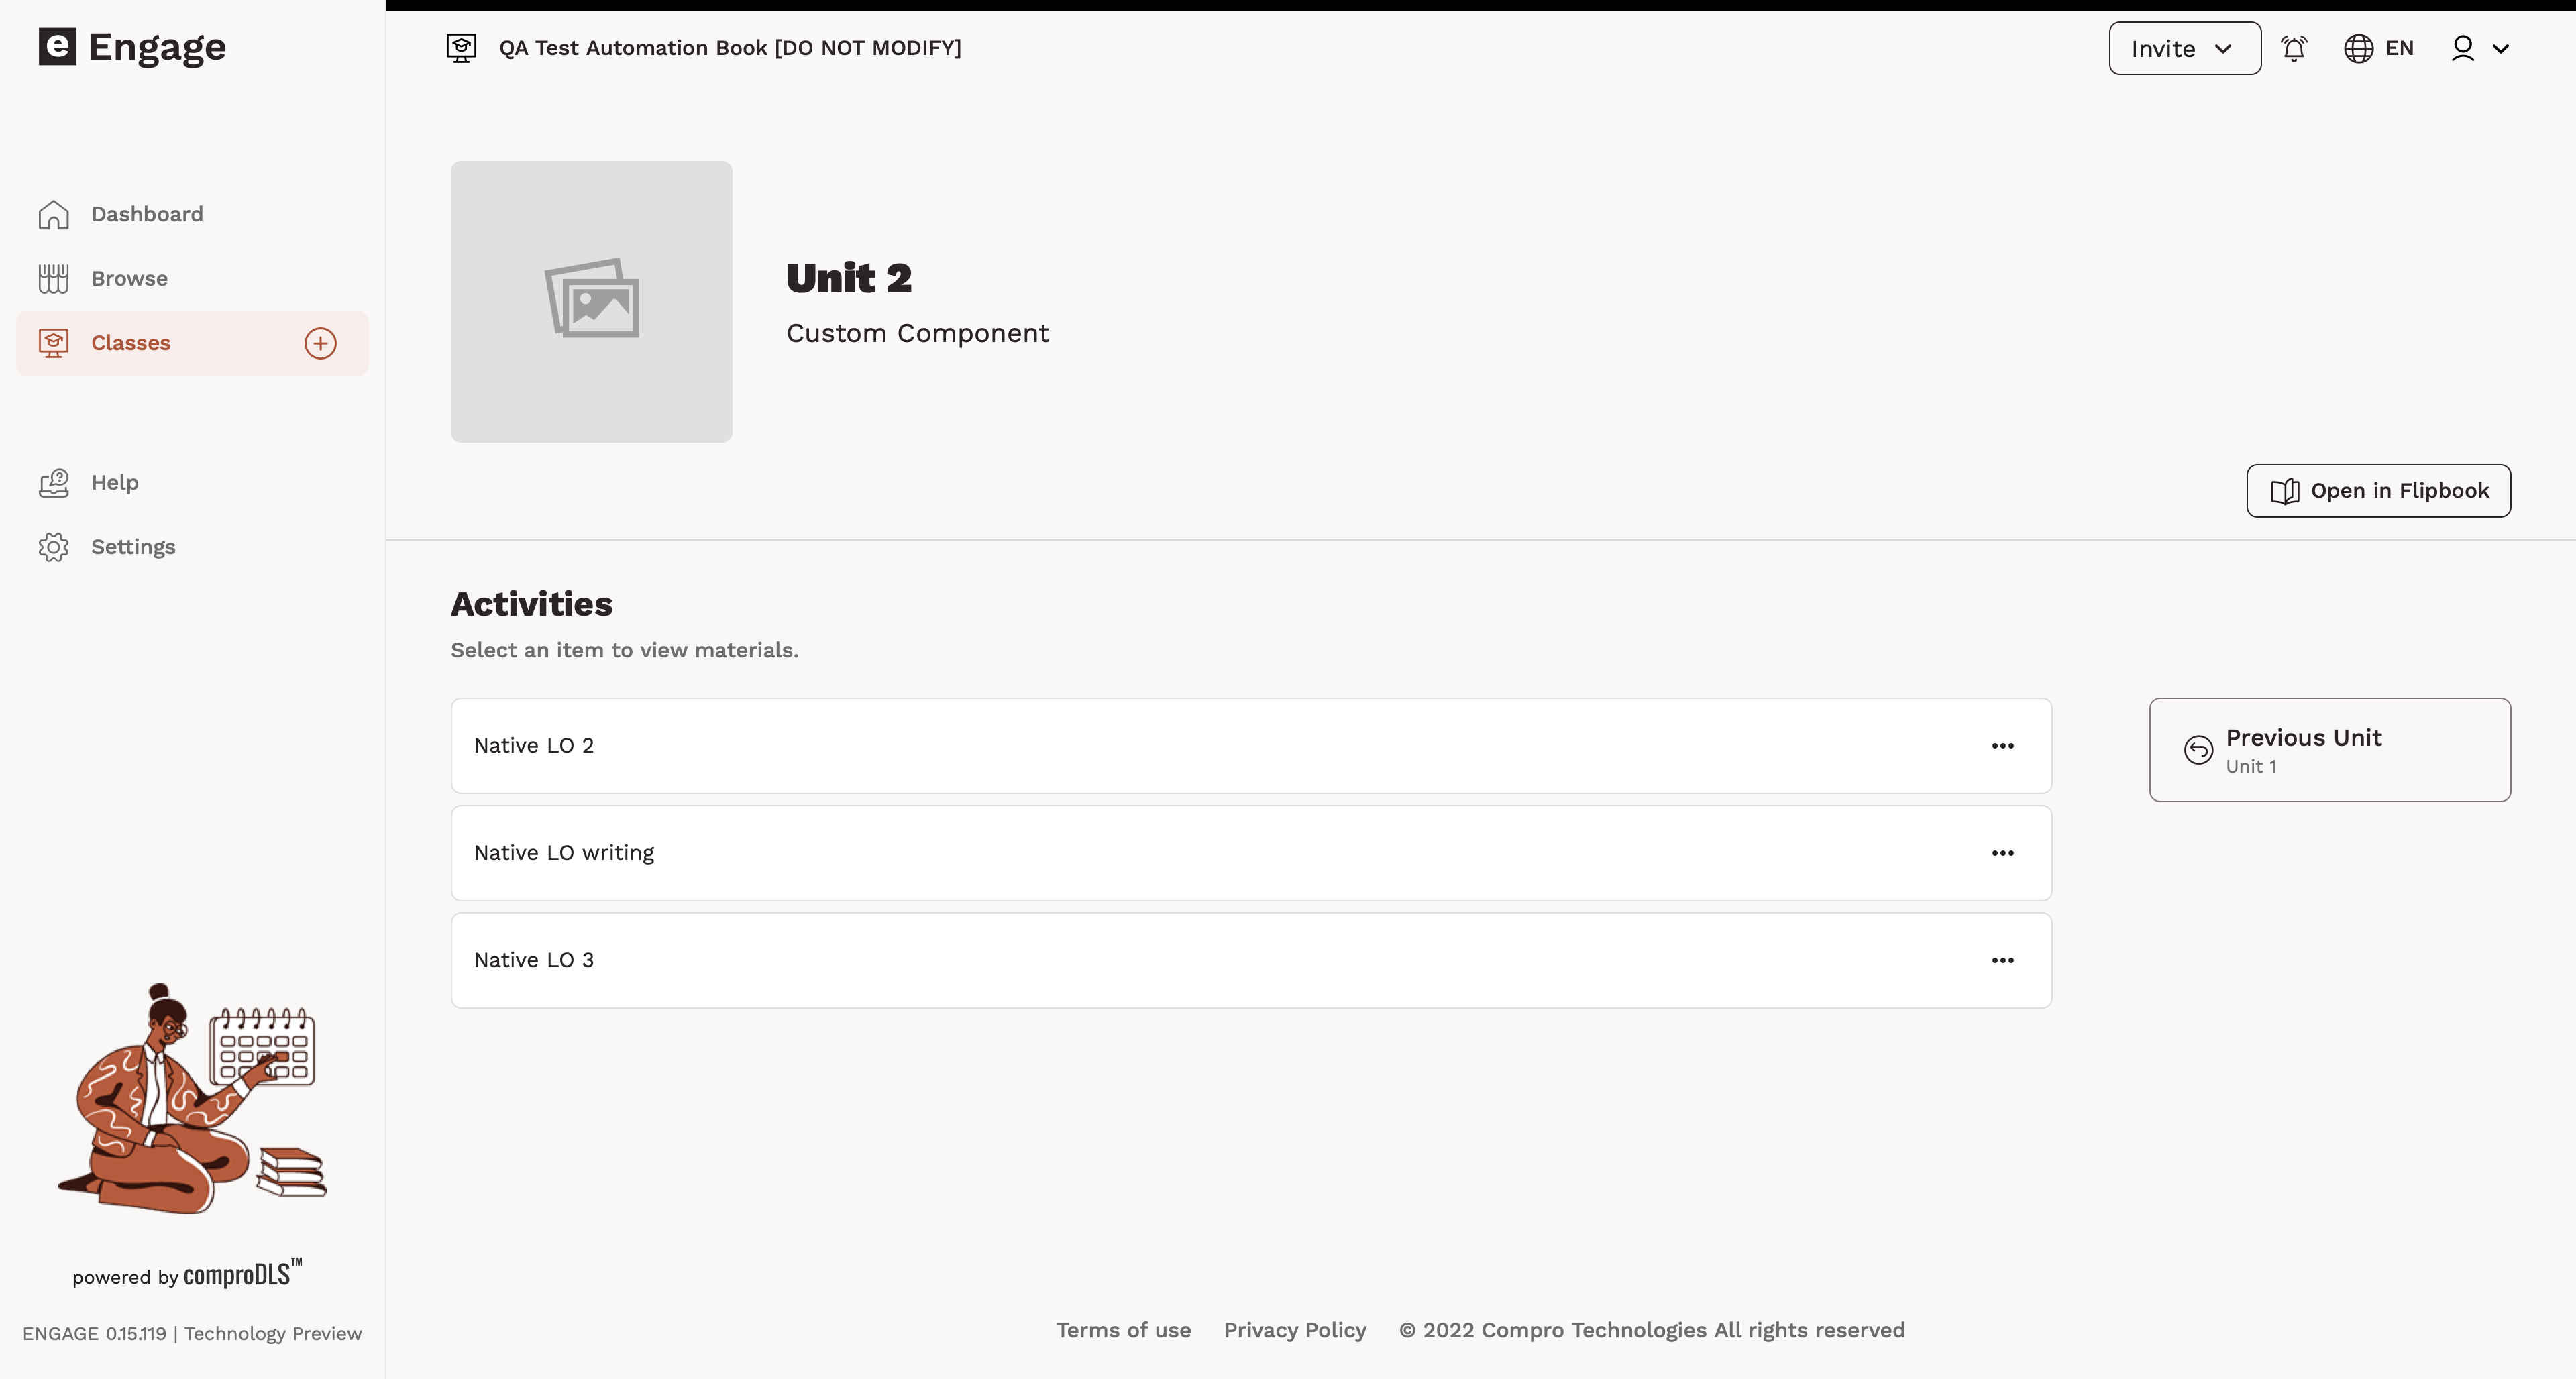 e Engage
QA Test Automation Book [DO NOT MODIFY]
Invite
EN
Dashboard
Browse
Classes
Help
Settings
Unit 2
Custom Component
Open in Flipbook
Activities
Select an item to view materials.
Native LO 2
Native LO writing
Native LO 3
Previous Unit
Unit 1
powered by comproDLS™
ENGAGE 0.15.119 | Technology Preview
Terms of use Privacy Policy © 2022 Compro Technologies All rights reserved